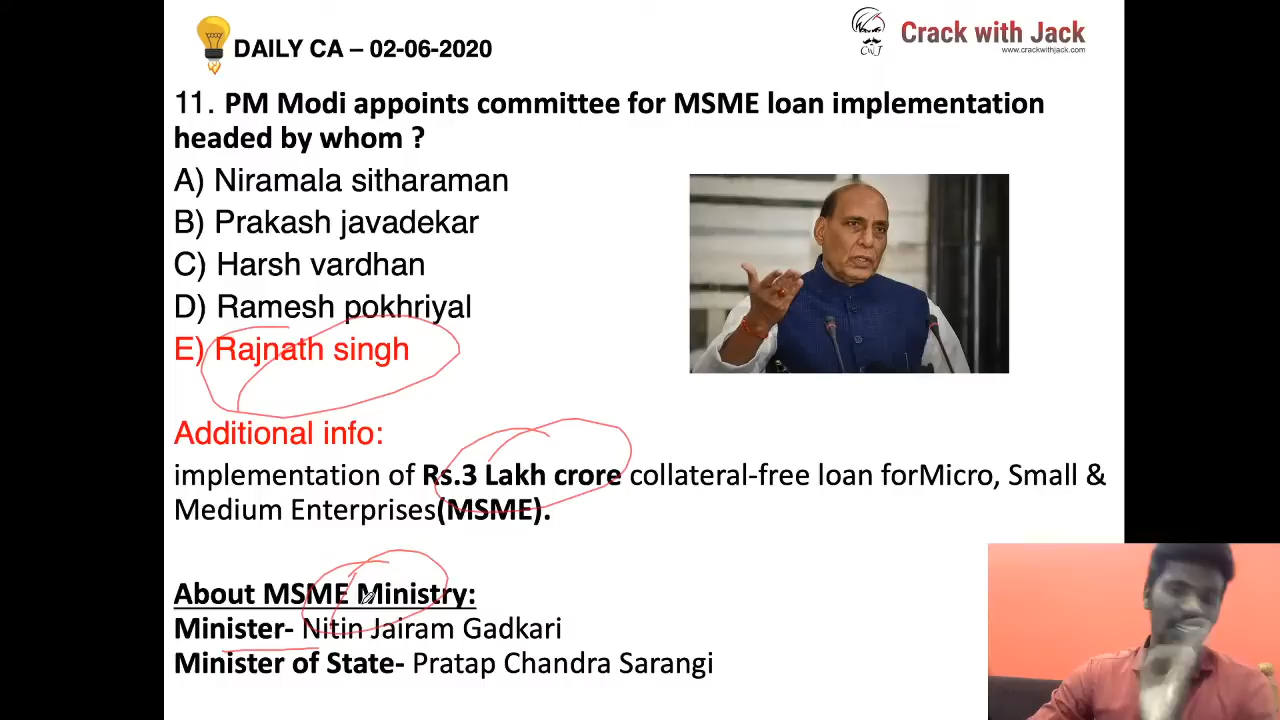 DAILY CA – 02-06-2020
Crack with Jack
CWJ
www.crackwithjack.com
11. PM Modi appoints committee for MSME loan implementation
headed by whom ?
A) Niramala sitharaman
B) Prakash javadekar
C) Harsh vardhan
D) Ramesh pokhriyal
E) Rajnath singh
Additional info:
implementation of Rs.3 Lakh crore collateral-free loan forMicro, Small &
Medium Enterprises(MSME).
About MSME Ministry:
Minister- Nitin Jairam Gadkari
Minister of State- Pratap Chandra Sarangi